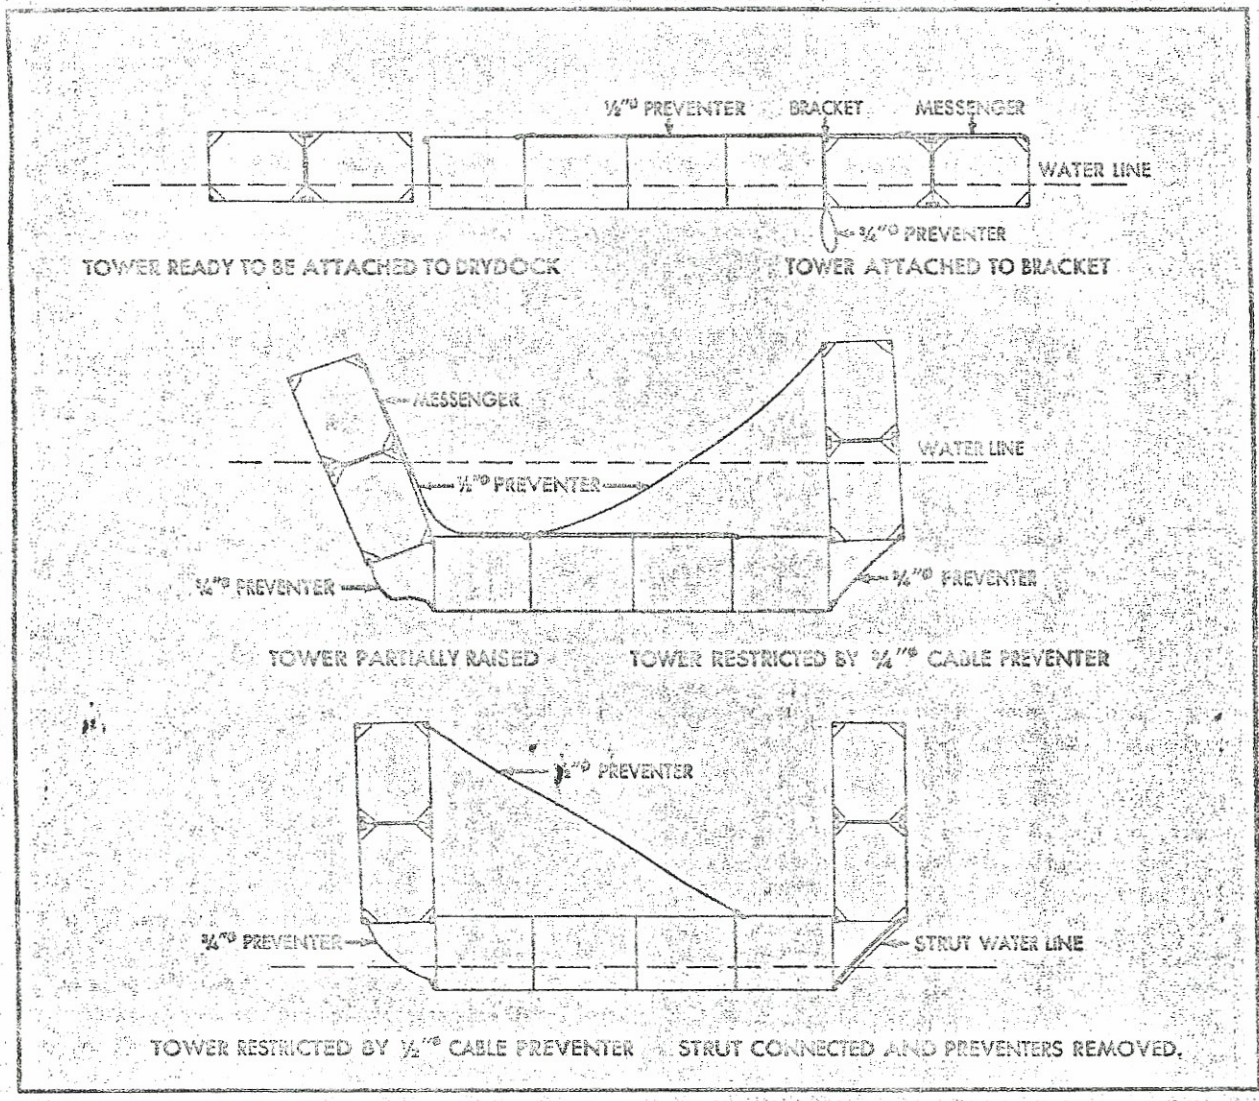 ½"ᶲ PREVENTER BRACKET MESSENGER
WATER LINE
¾"ᶲ PREVENTER
TOWER READY TO BE ATTACHED TO DRYDOCK TOWER ATTACHED TO BRACKET
MESSENGER
WATER LINE
½"ᶲ PREVENTER
¾"ᶲ PREVENTER ¾"ᶲ PREVENTER
TOWER PARTIALLY RAISED TOWER RESTRICTED BY ¾"ᶲ CABLE PREVENTER
½"ᶲ PREVENTER
¾"ᶲ PREVENTER STRUT WATER LINE
TOWER RESTRICTED BY ½"ᶲ CABLE PREVENTER STRUT CONNECTED AND PREVENTERS REMOVED.